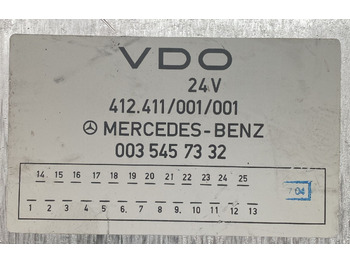 VDO
24V
412.411/001/001
MERCEDES-BENZ
003 545 73 32
14 15 16 17 18 19 20 21 22 23 24 25
04
1 2 3 4 5 6 7 8 9 10 11 12 13